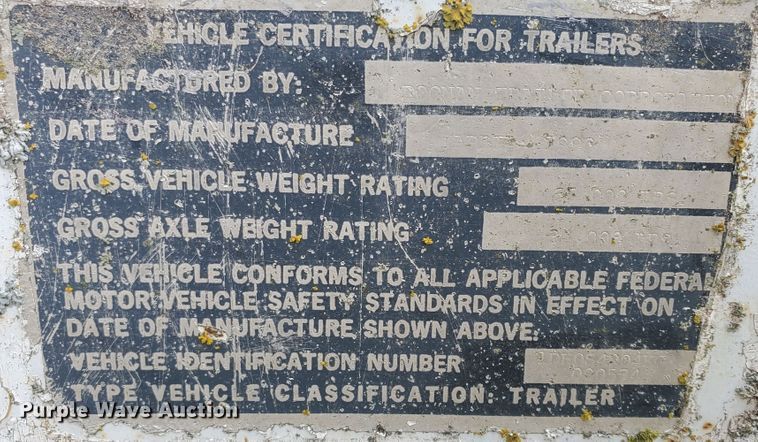 VEHICLE CERTIFICATION FOR TRAILERS
MANUFACTURED BY:
DATE OF MANUFACTURE
GROSS VEHICLE WEIGHT RATING
GROSS AXLE WEIGHT RATING
THIS VEHICLE CONFORMS TO ALL APPLICABLE FEDERAL
MOTOR VEHICLE SAFETY STANDARDS IN EFFECT ON
DATE OF MANUFACTURE SHOWN ABOVE:
VEHICLE IDENTIFICATION NUMBER
TYPE VEHICLE CLASSIFICATION: TRAILER
Purple Wave Auction